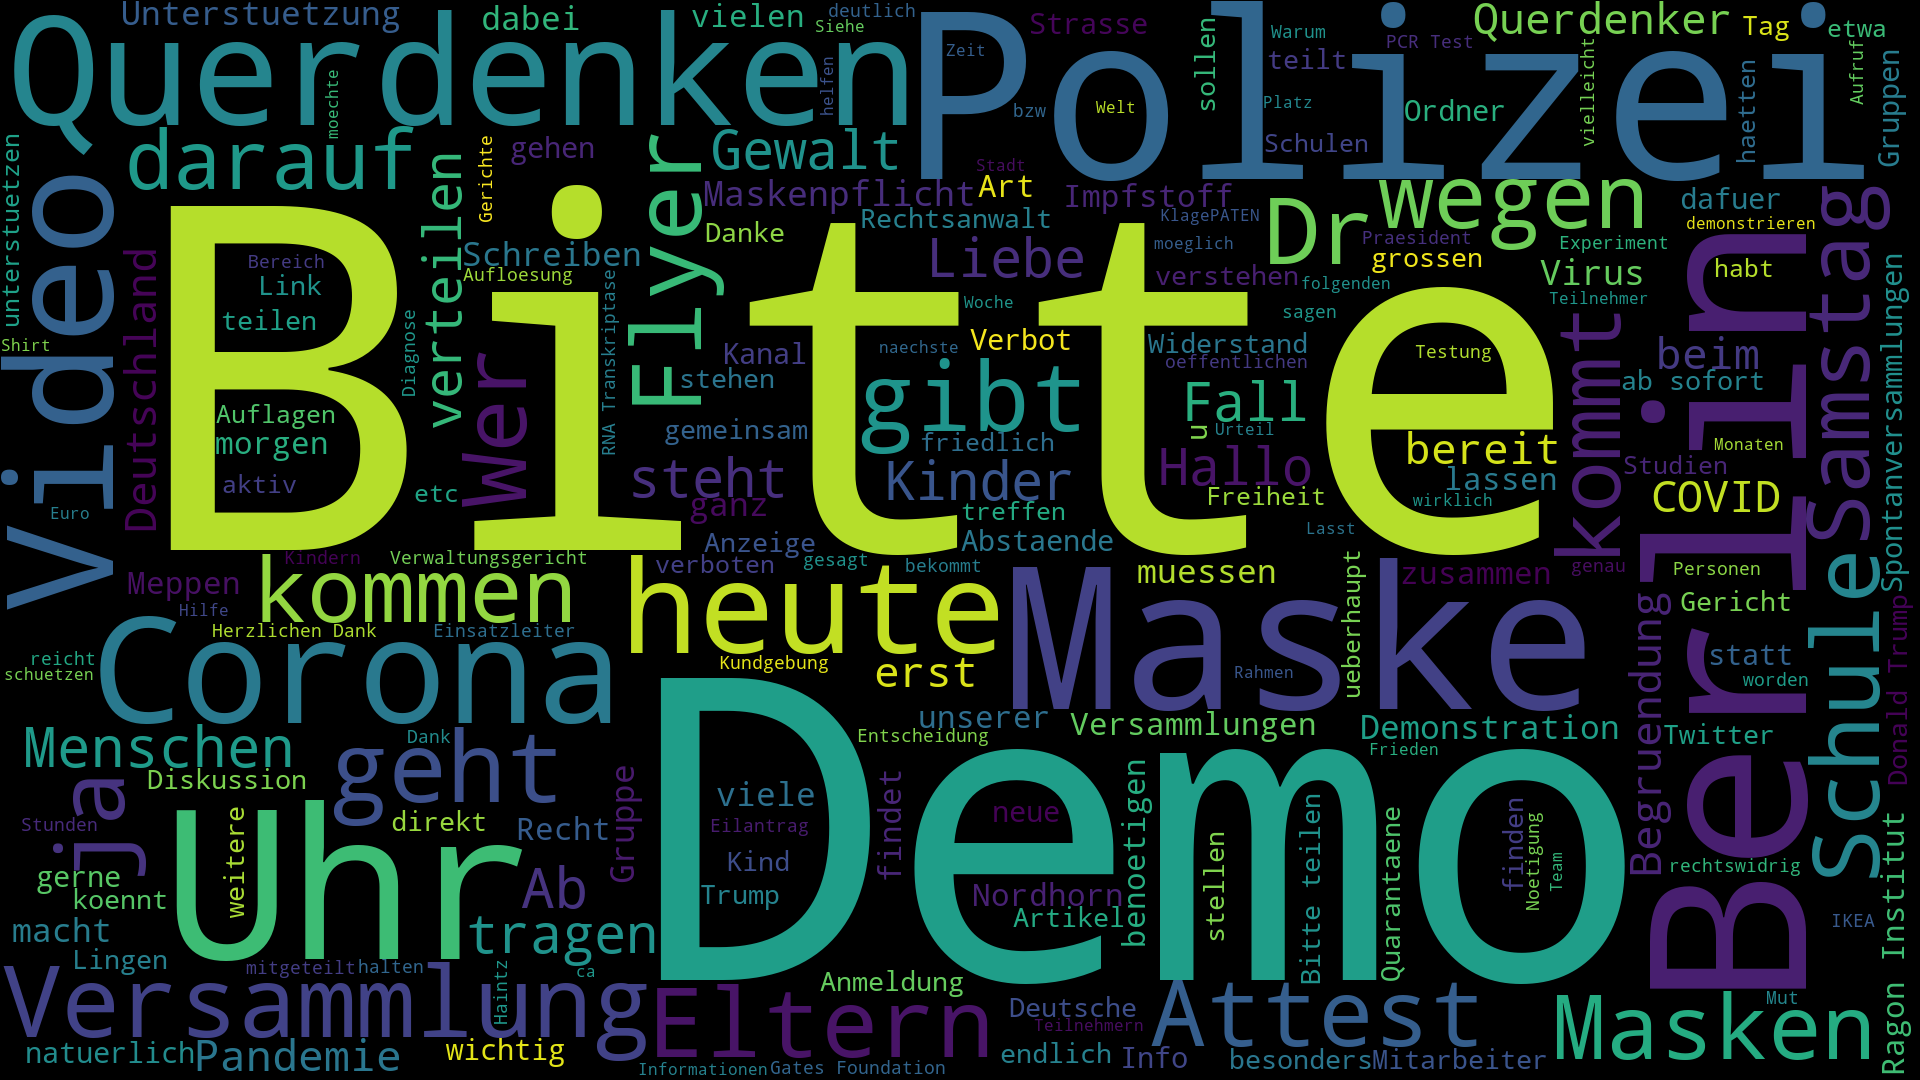 Unterstuetzung
dabei
vielen
deutlich
Siehe
Querdenken
Polizei
Zeit
Welt
bzw
Strasse
sollen
Warum
teilt
PCR Test
Platz
Querdenker
Tag
etwa
Aufruf
Gruppen
Ordner
vielleicht
haetten
Schulen
moechte
helfen
unterstuetzen
Video
darauf
verteilen
Gerichte
gehen
Flyer
Gewalt
Maskenpflicht
Stadt
Art
Impfstoff
Danke
Rechtsanwalt
KlagePATEN
moeglich
Dr
wegen
dafuer
demonstrieren
Praesident
grossen
Experiment
Virus
habt
Samstag
Teilnehmer
Schreiben
Aufloesung
Liebe
verstehen
folgenden
Bereich
Link
teilen
Deutschland
Bitte
Diagnose
RNA Transkriptase
Woche
sagen
Shirt
Wer
Kanal
naechste
Verbot
Widerstand
oeffentlichen
Testung
beim
ab sofort
Spontanversammlungen
stehen
gibt
Fall
kommt
Berlin
Auflagen
morgen
gemeinsam
friedlich
u
Urteil
bereit
Monaten
aktiv
etc
steht
Kinder
Hallo
lassen
Studien
Euro
ganz
treffen
Freiheit
wirklich
COVID
Anzeige
Abstaende
Lasst
Kindern
Verwaltungsgericht
verboten
gesagt
bekommt
ueberhaupt
genau
Personen
Meppen
kommen
heute
Maske
muessen
zusammen
Gericht
Schule
Hilfe
Herzlichen Dank
Einsatzleiter
Corona
Kundgebung
erst
Rahmen
Begruendung
statt
Donald Trump
reicht
schuetzen
worden
unserer
Versammlungen
Demonstration
Twitter
Menschen
Dank
Entscheidung
Frieden
geht
Diskussion
Gruppe
Demo
viele
findet
neue
benoetigen
Bitte teilen
ja
Stunden
Uhr
weitere
direkt
Recht
Eilantrag
Quarantaene
stellen
finden
Noetigung
Team
rechtswidrig
Ragon Institut
gerne
koennt
Kind
Trump
Nordhorn
Artikel
IKEA
Ab
macht
tragen
Lingen
mitgeteilt
halten
Haintz
ca
Versammlung
Anmeldung
Eltern
Deutsche
Teilnehmern
Attest
Mut
Masken
natuerlich
Pandemie
wichtig
endlich
Info
besonders
Mitarbeiter
Informationen
Gates Foundation